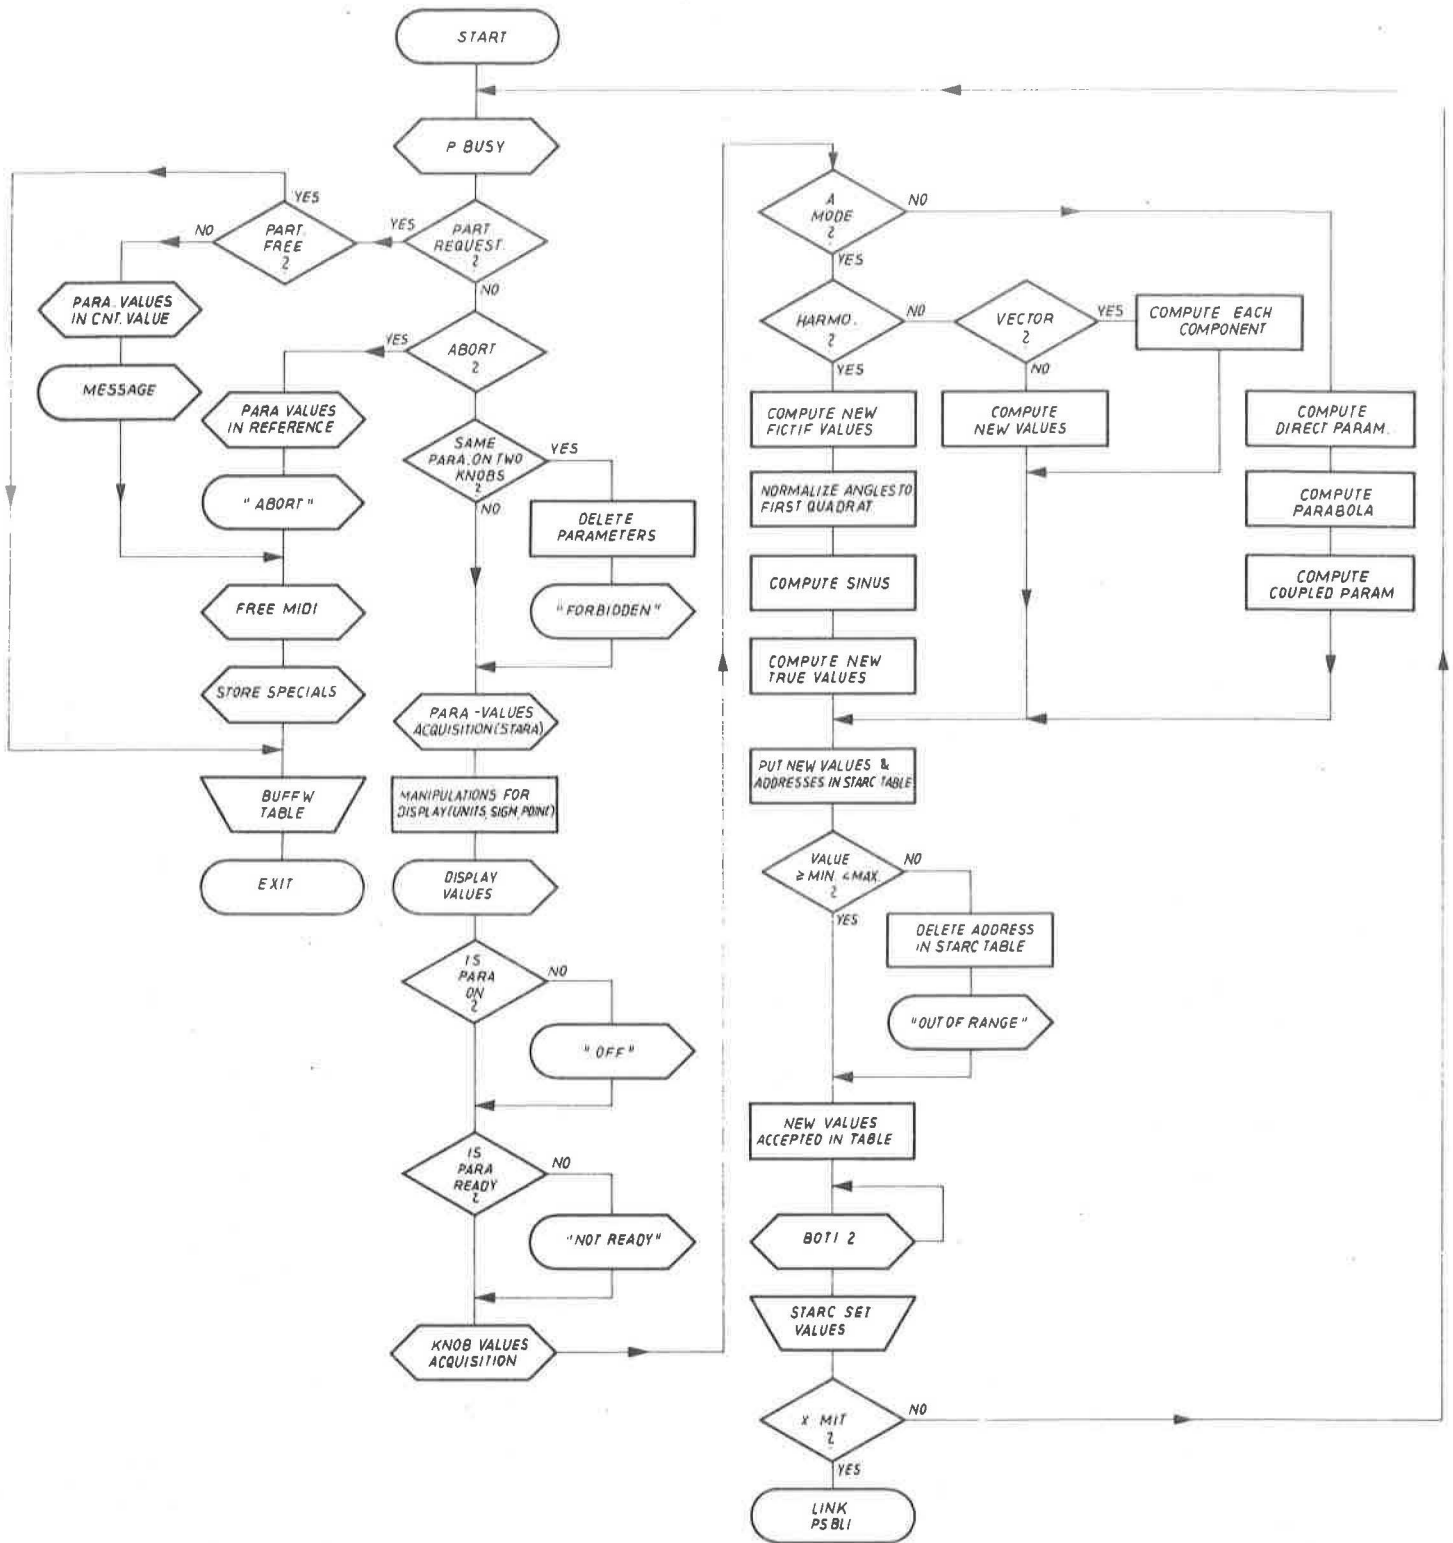 START
P BUSY
PART
REQUEST.
?
YES
NO
PART.
FREE
?
YES
NO
PARA. VALUES
IN CNT. VALUE
MESSAGE
ABORT
?
YES
PARA VALUES
IN REFERENCE
"ABORT"
FREE MIDI
STORE SPECIALS
BUFFW
TABLE
EXIT
SAME
PARA. ON TWO
KNOBS
?
YES
NO
DELETE
PARAMETERS
"FORBIDDEN"
PARA-VALUES
ACQUISITION (STARA)
MANIPULATIONS FOR
DISPLAY (UNITS, SIGN, POINT)
DISPLAY
VALUES
IS
PARA
ON
?
NO
"OFF"
IS
PARA
READY
?
NO
"NOT READY"
KNOB VALUES
ACQUISITION
A
MODE
?
NO
YES
HARMO.
?
NO
YES
VECTOR
?
YES
NO
COMPUTE EACH
COMPONENT
COMPUTE NEW
FICTIF VALUES
COMPUTE
NEW VALUES
COMPUTE
DIRECT PARAM.
NORMALIZE ANGLES TO
FIRST QUADRAT
COMPUTE
PARABOLA
COMPUTE SINUS
COMPUTE
COUPLED PARAM
COMPUTE NEW
TRUE VALUES
PUT NEW VALUES &
ADDRESSES IN STARC TABLE
VALUE
≥ MIN. < MAX.
?
NO
YES
DELETE ADDRESS
IN STARC TABLE
"OUT OF RANGE"
NEW VALUES
ACCEPTED IN TABLE
BOTI 2
STARC SET
VALUES
X MIT
?
NO
YES
LINK
PSBLI